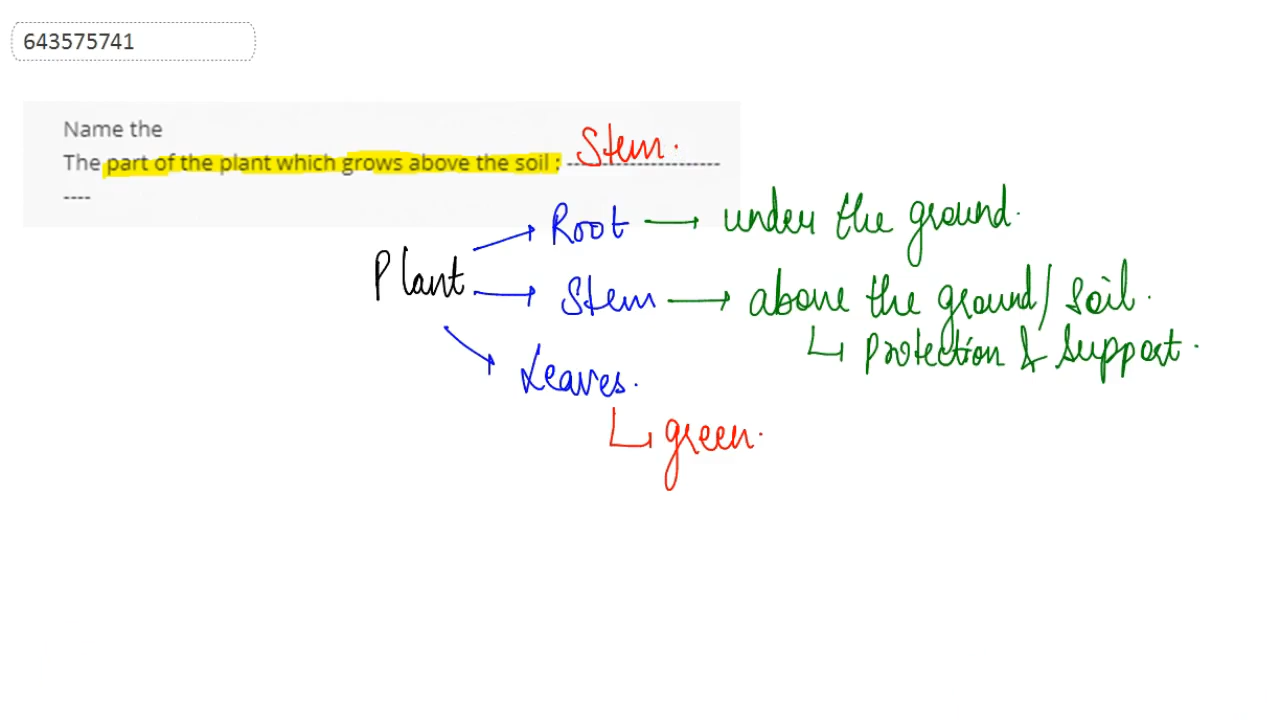 643575741
Name the
The part of the plant which grows above the soil : ---------------------- Stem.
----
Root → under the ground.
Plant
Stem → above the ground/soil.
↳ Protection & Support.
Leaves.
↳ green.